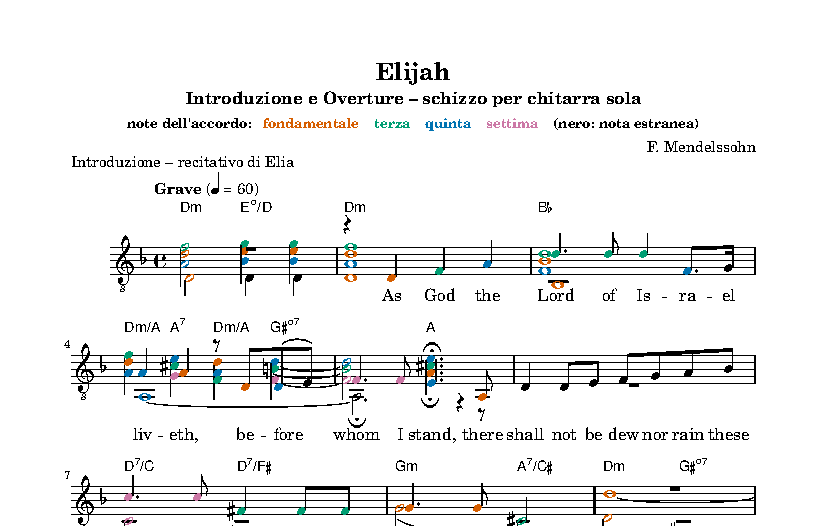 Elijah
Introduzione e Overture – schizzo per chitarra sola
note dell'accordo: fondamentale terza quinta settima (nero: nota estranea)
F. Mendelssohn
Introduzione – recitativo di Elia
Grave (♩ = 60)
Dm E°/D Dm B♭
8
As God the Lord of Is - ra - el
4
Dm/A A7 Dm/A G♯°7 A
8
liv - eth, be - fore whom I stand, there shall not be dew nor rain these
7
D7/C D7/F♯ Gm A7/C♯ Dm G♯°7